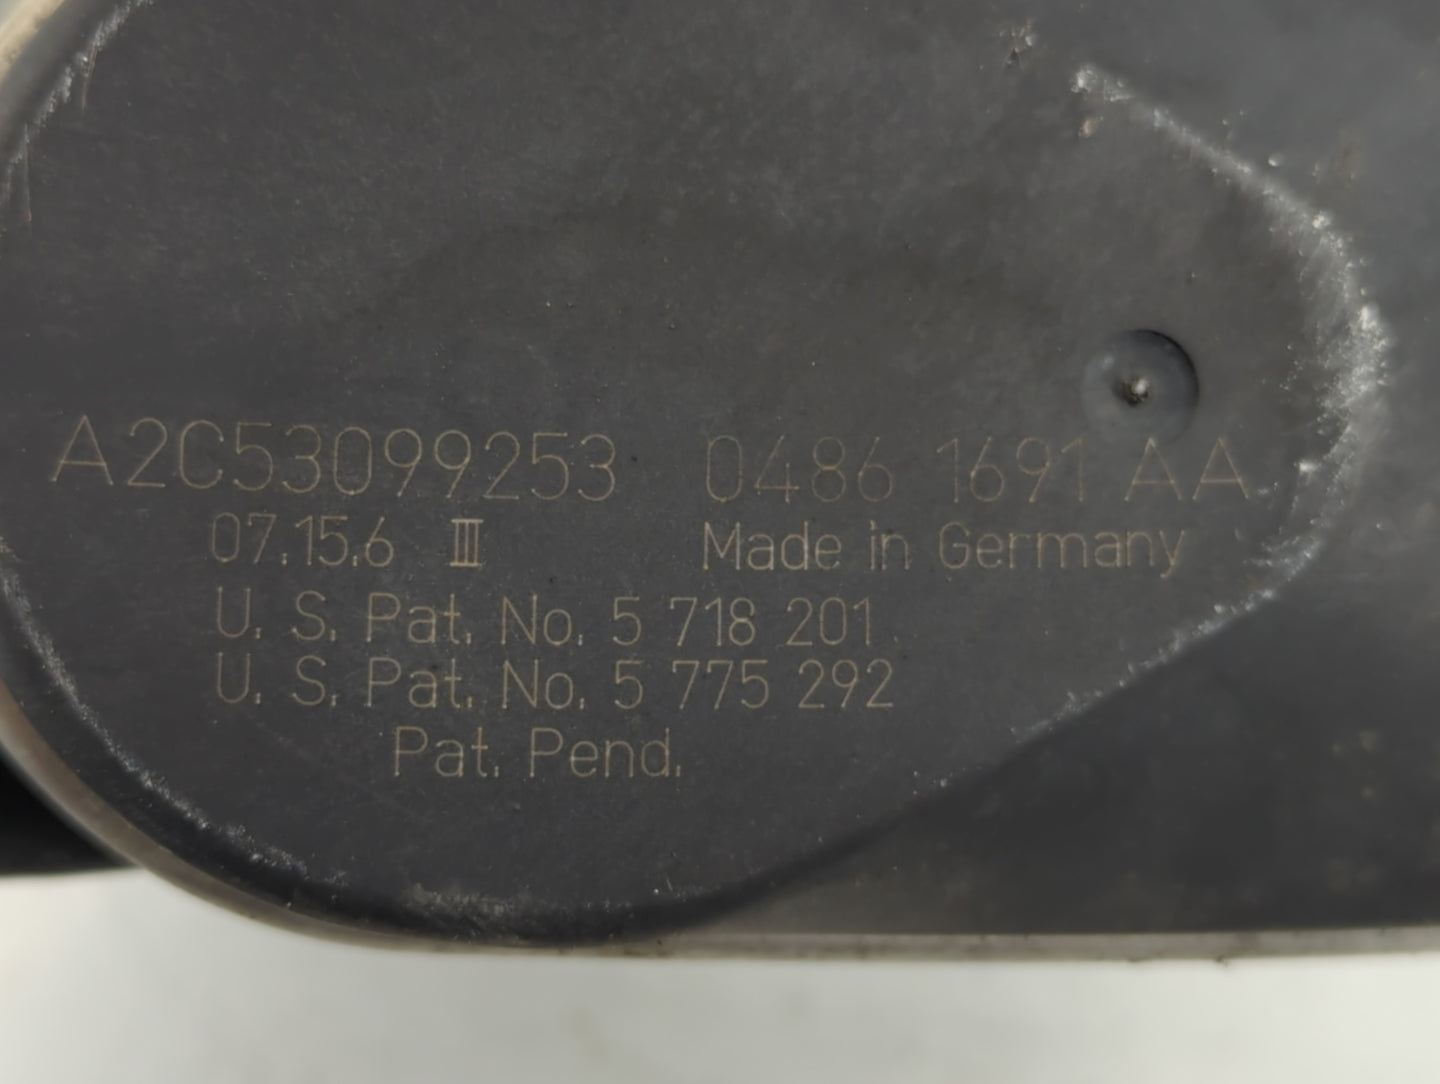 A2C53099253 0486 1691 AA
07.15.6 III Made in Germany
U. S. Pat. No. 5 718 201
U. S. Pat. No. 5 775 292
Pat. Pend.